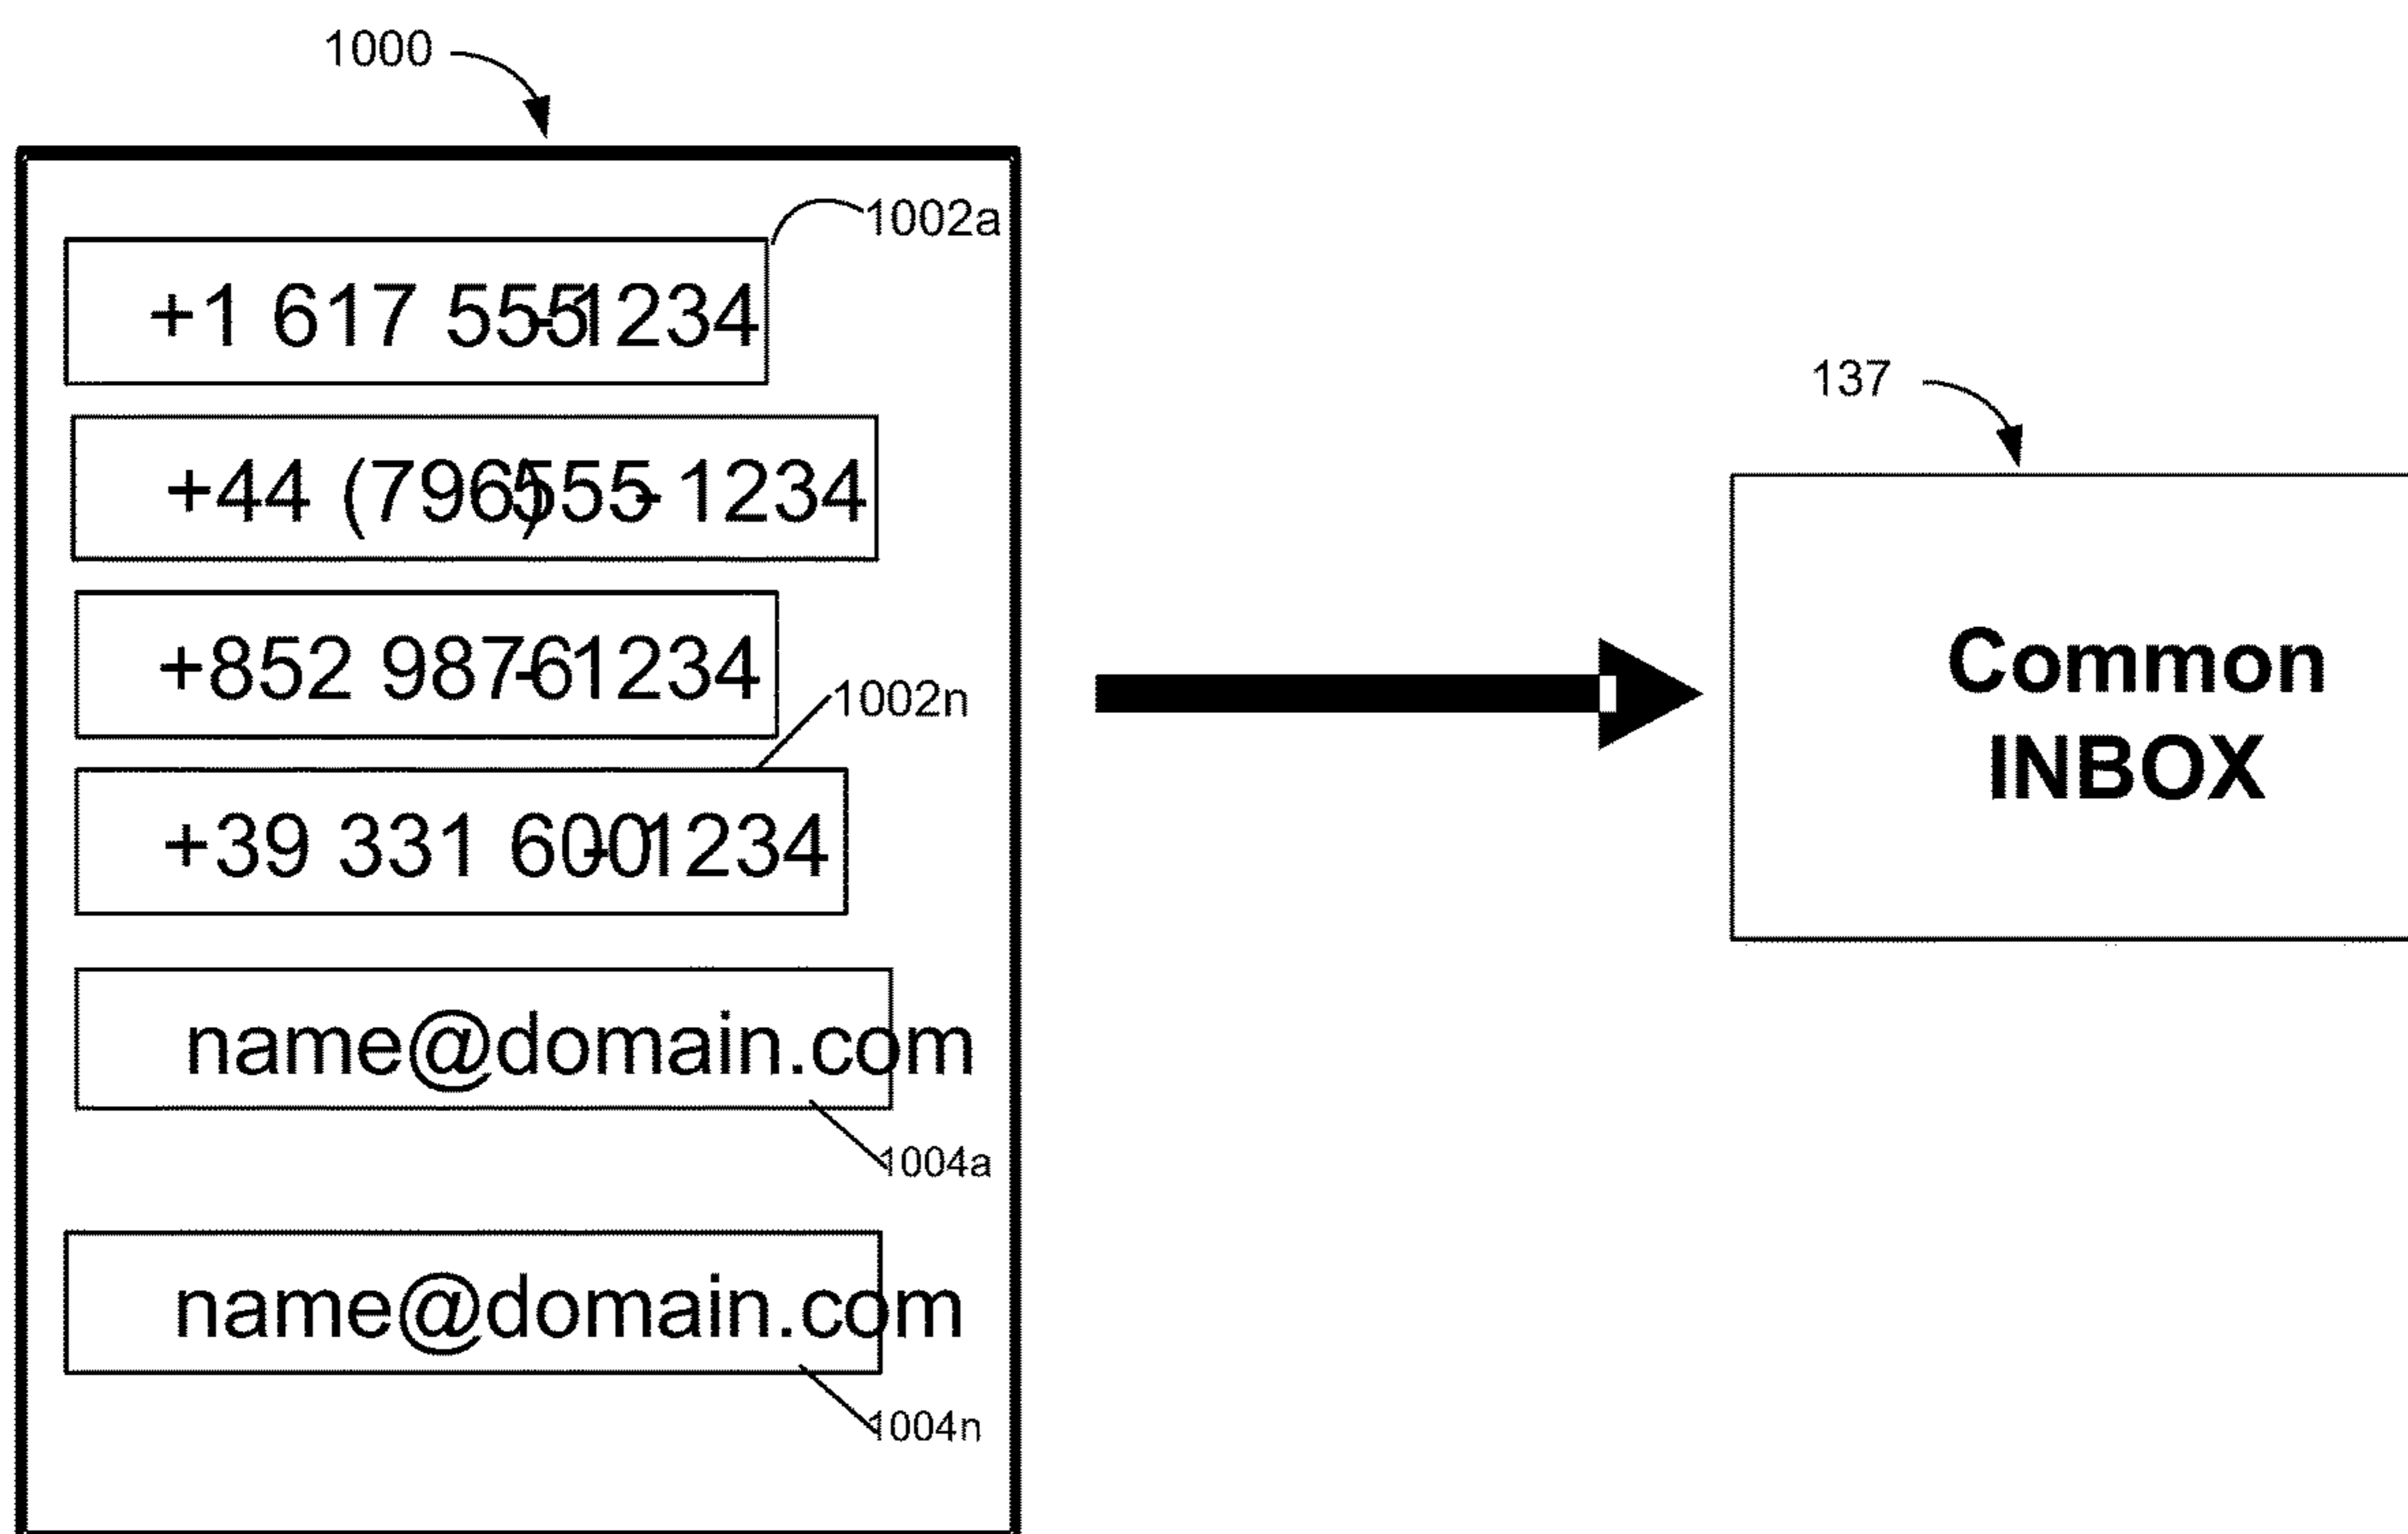 1000
1002a
+1 617 555-1234
+44 (796) 555-1234
+852 9876-1234
1002n
+39 331 600-1234
name@domain.com
1004a
name@domain.com
1004n
137
Common
INBOX